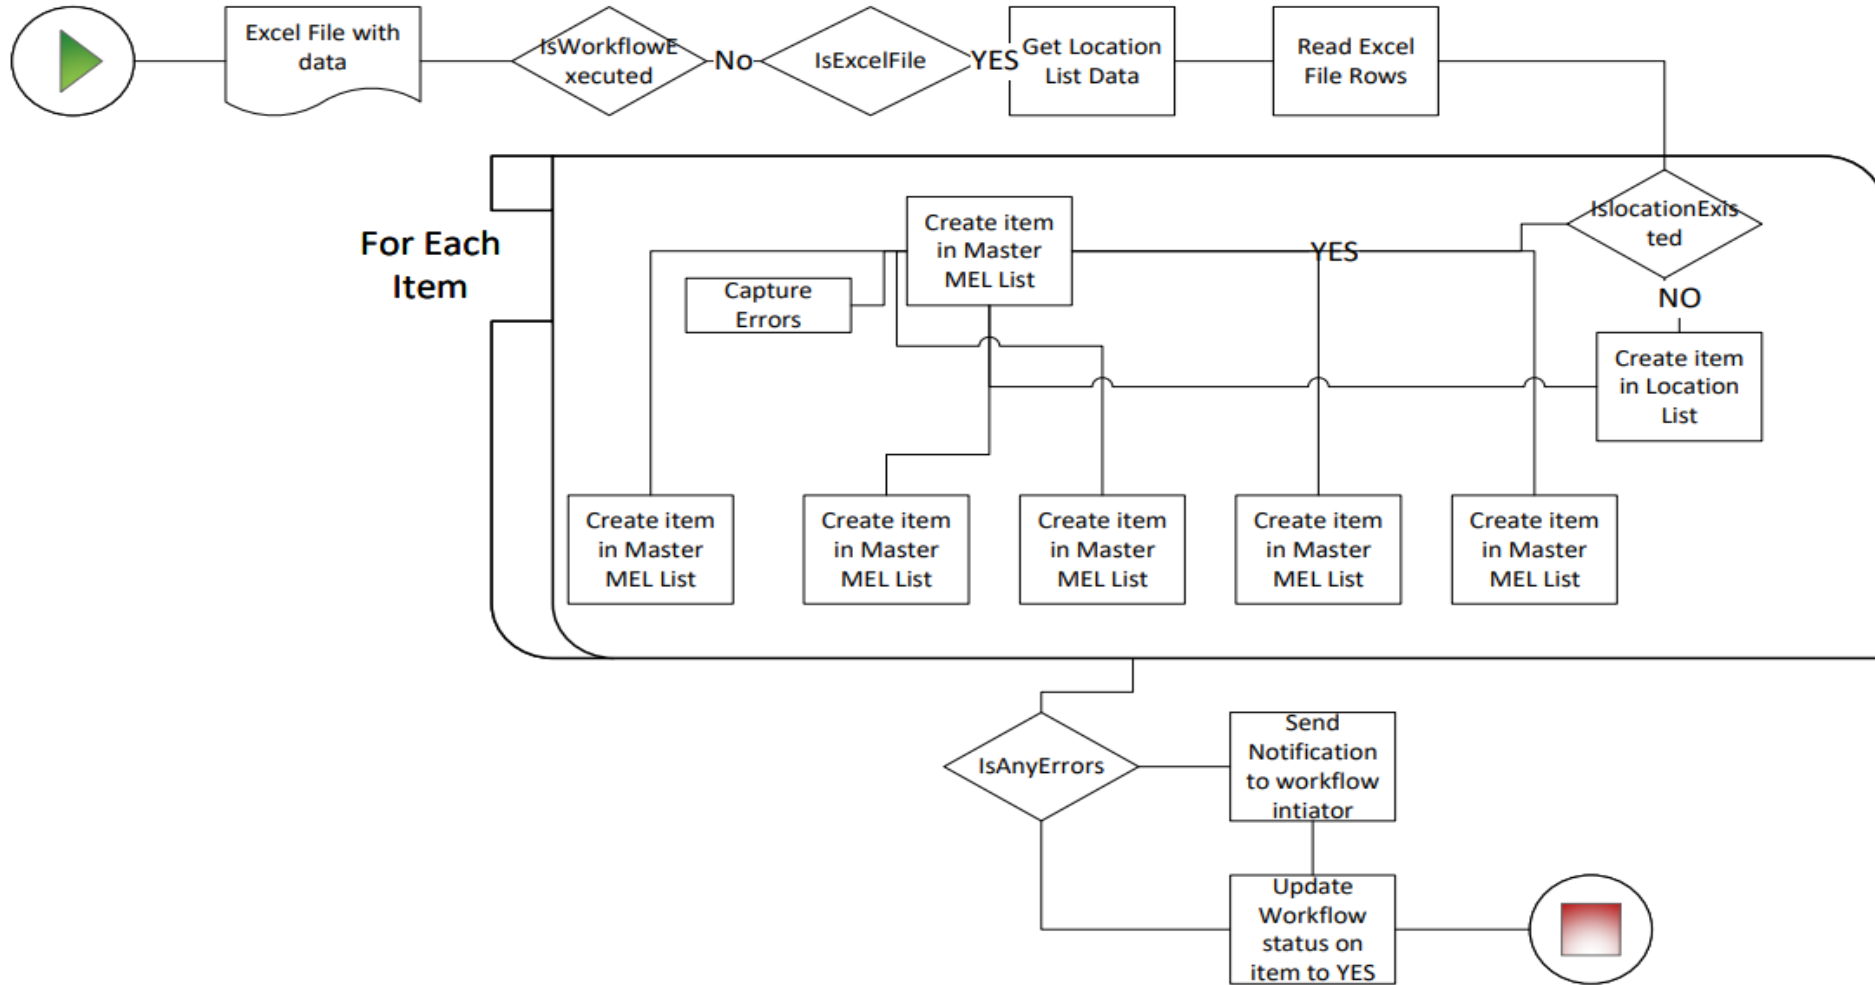 Excel File with
data
IsWorkflowE
xecuted
No
IsExcelFile
YES
Get Location
List Data
Read Excel
File Rows
For Each
Item
Create item
in Master
MEL List
Capture
Errors
YES
IslocationExis
ted
NO
Create item
in Location
List
Create item
in Master
MEL List
Create item
in Master
MEL List
Create item
in Master
MEL List
Create item
in Master
MEL List
Create item
in Master
MEL List
IsAnyErrors
Send
Notification
to workflow
intiator
Update
Workflow
status on
item to YES